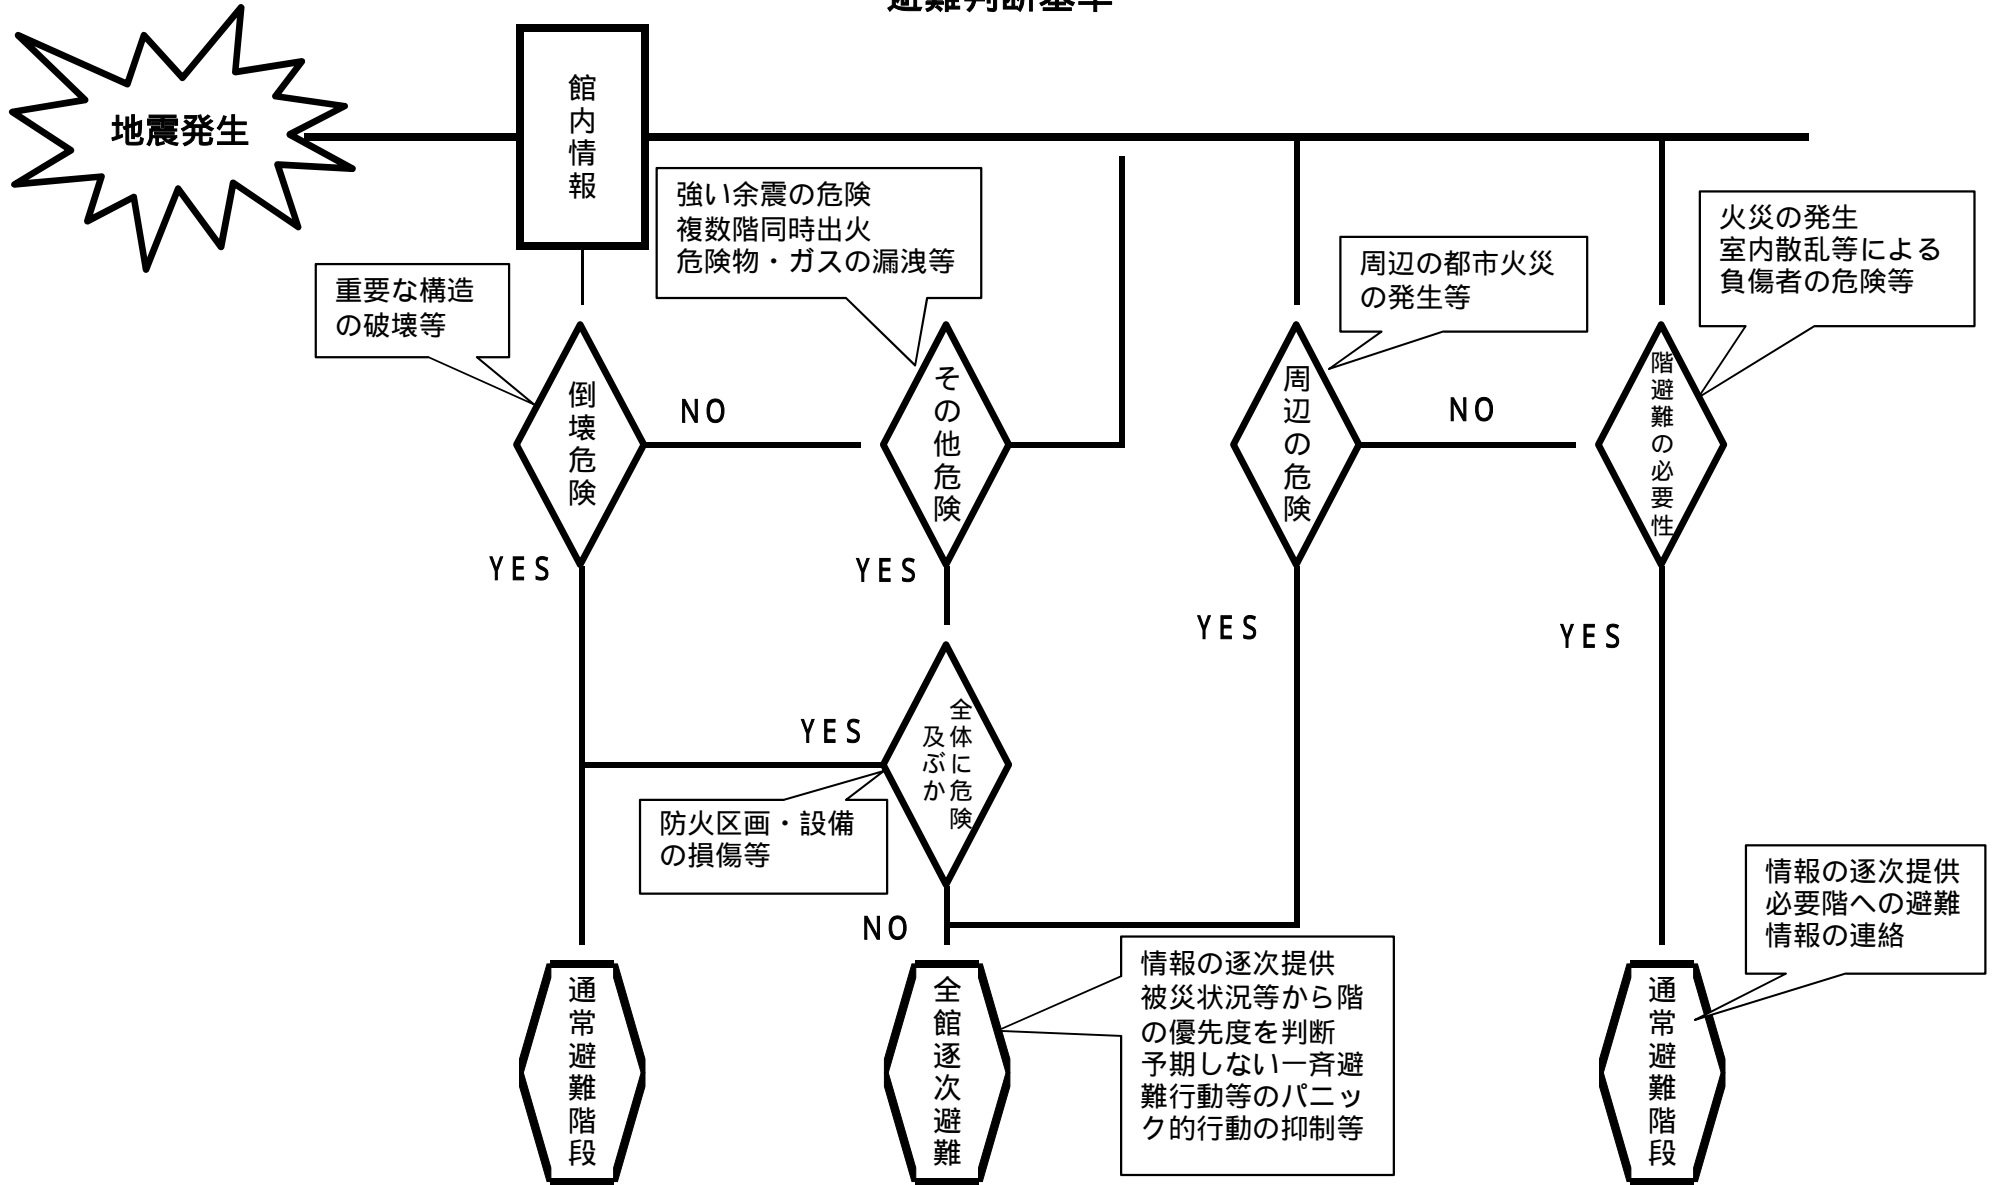 避難判断基準
地震発生
館内情報
強い余震の危険
複数階同時出火
危険物・ガスの漏洩等
火災の発生
室内散乱等による
負傷者の危険等
周辺の都市火災
の発生等
重要な構造
の破壊等
倒壊危険
NO
その他危険
周辺の危険
NO
階避難の必要性
YES
YES
YES
YES
全体に危険
及ぶか
YES
防火区画・設備
の損傷等
NO
情報の逐次提供
必要階への避難
情報の連絡
情報の逐次提供
被災状況等から階
の優先度を判断
予期しない一斉避
難行動等のパニッ
ク的行動の抑制等
通常避難階段
全館逐次避難
通常避難階段